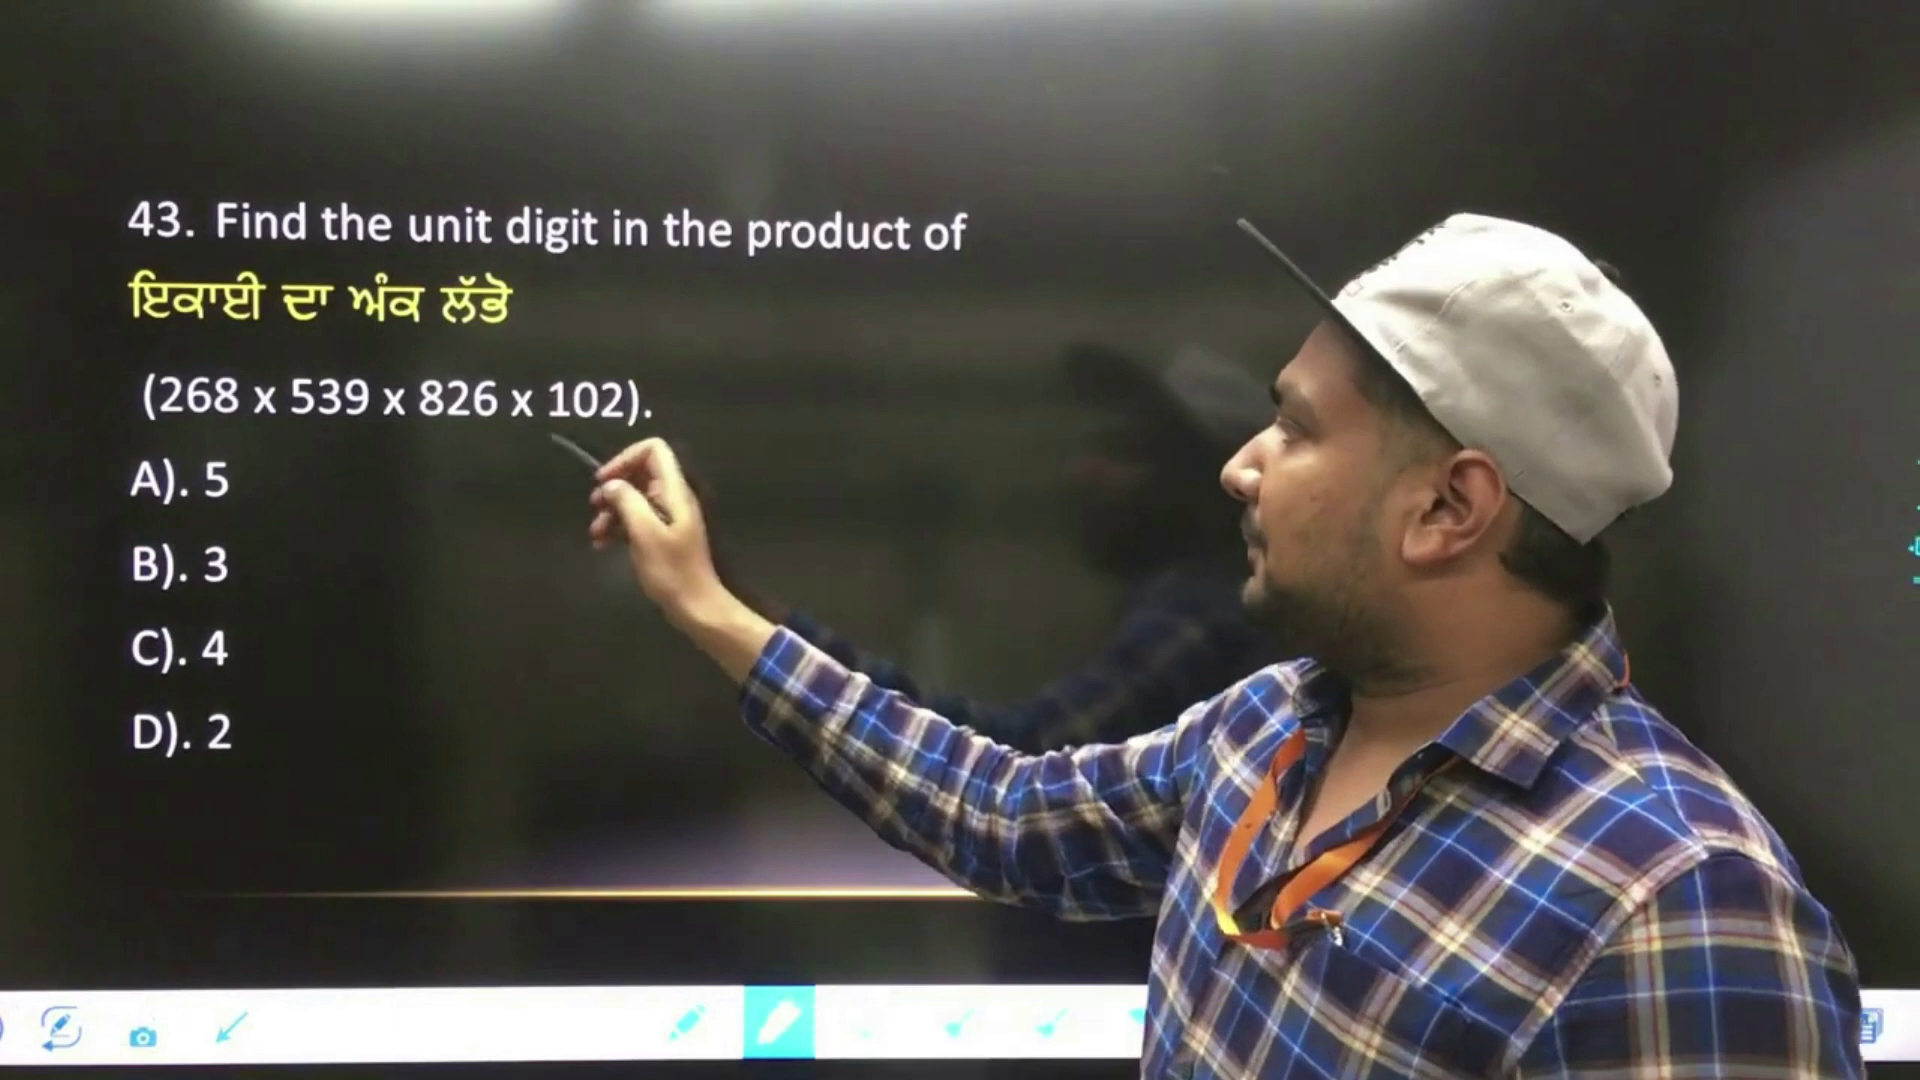 43. Find the unit digit in the product of
ਇਕਾਈ ਦਾ ਅੰਕ ਲੱਭੋ
(268 x 539 x 826 x 102).
A). 5
B). 3
C). 4
D). 2